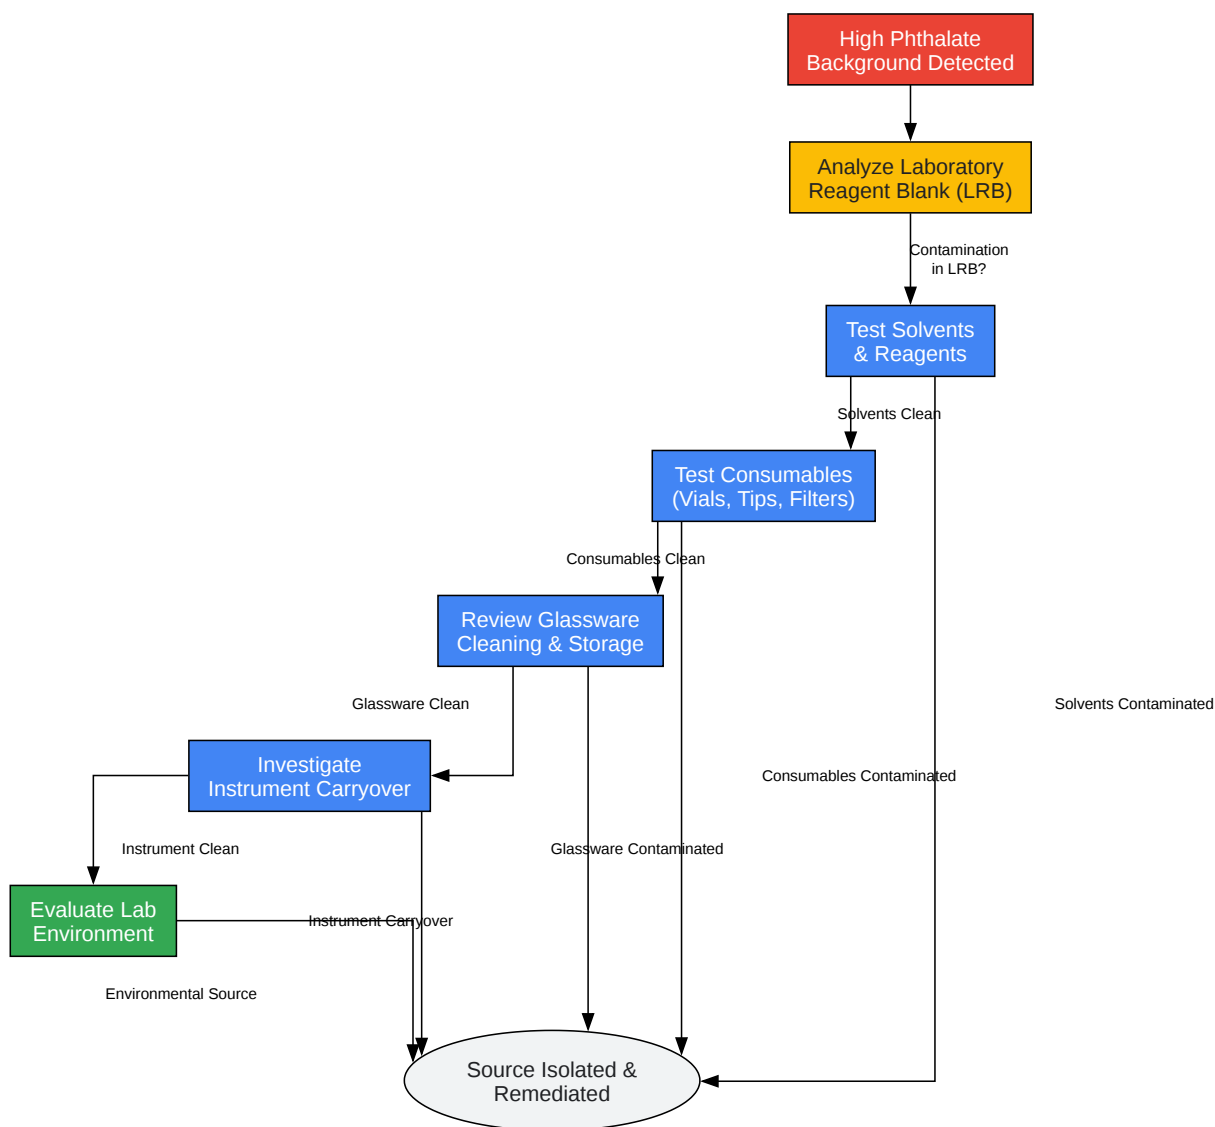 High Phthalate
Background Detected
Analyze Laboratory
Reagent Blank (LRB)
Contamination
in LRB?
Test Solvents
& Reagents
Solvents Clean
Test Consumables
(Vials, Tips, Filters)
Consumables Clean
Review Glassware
Cleaning & Storage
Glassware Clean
Solvents Contaminated
Investigate
Instrument Carryover
Consumables Contaminated
Instrument Clean
Glassware Contaminated
Evaluate Lab
Environment
Instrument Carryover
Environmental Source
Source Isolated &
Remediated